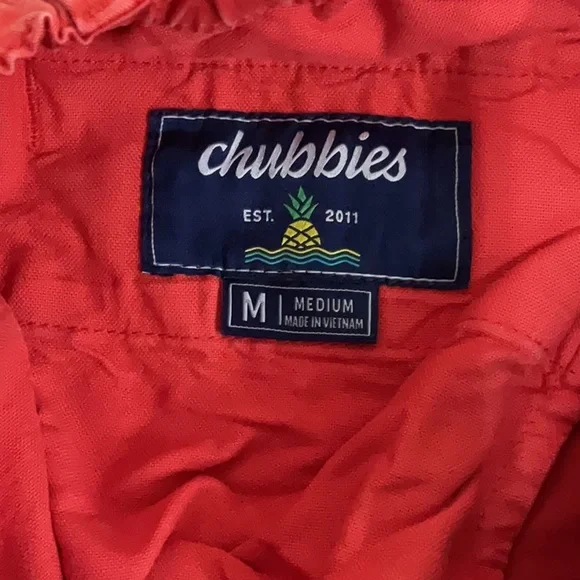 chubbies
EST. 2011
M MEDIUM
MADE IN VIETNAM